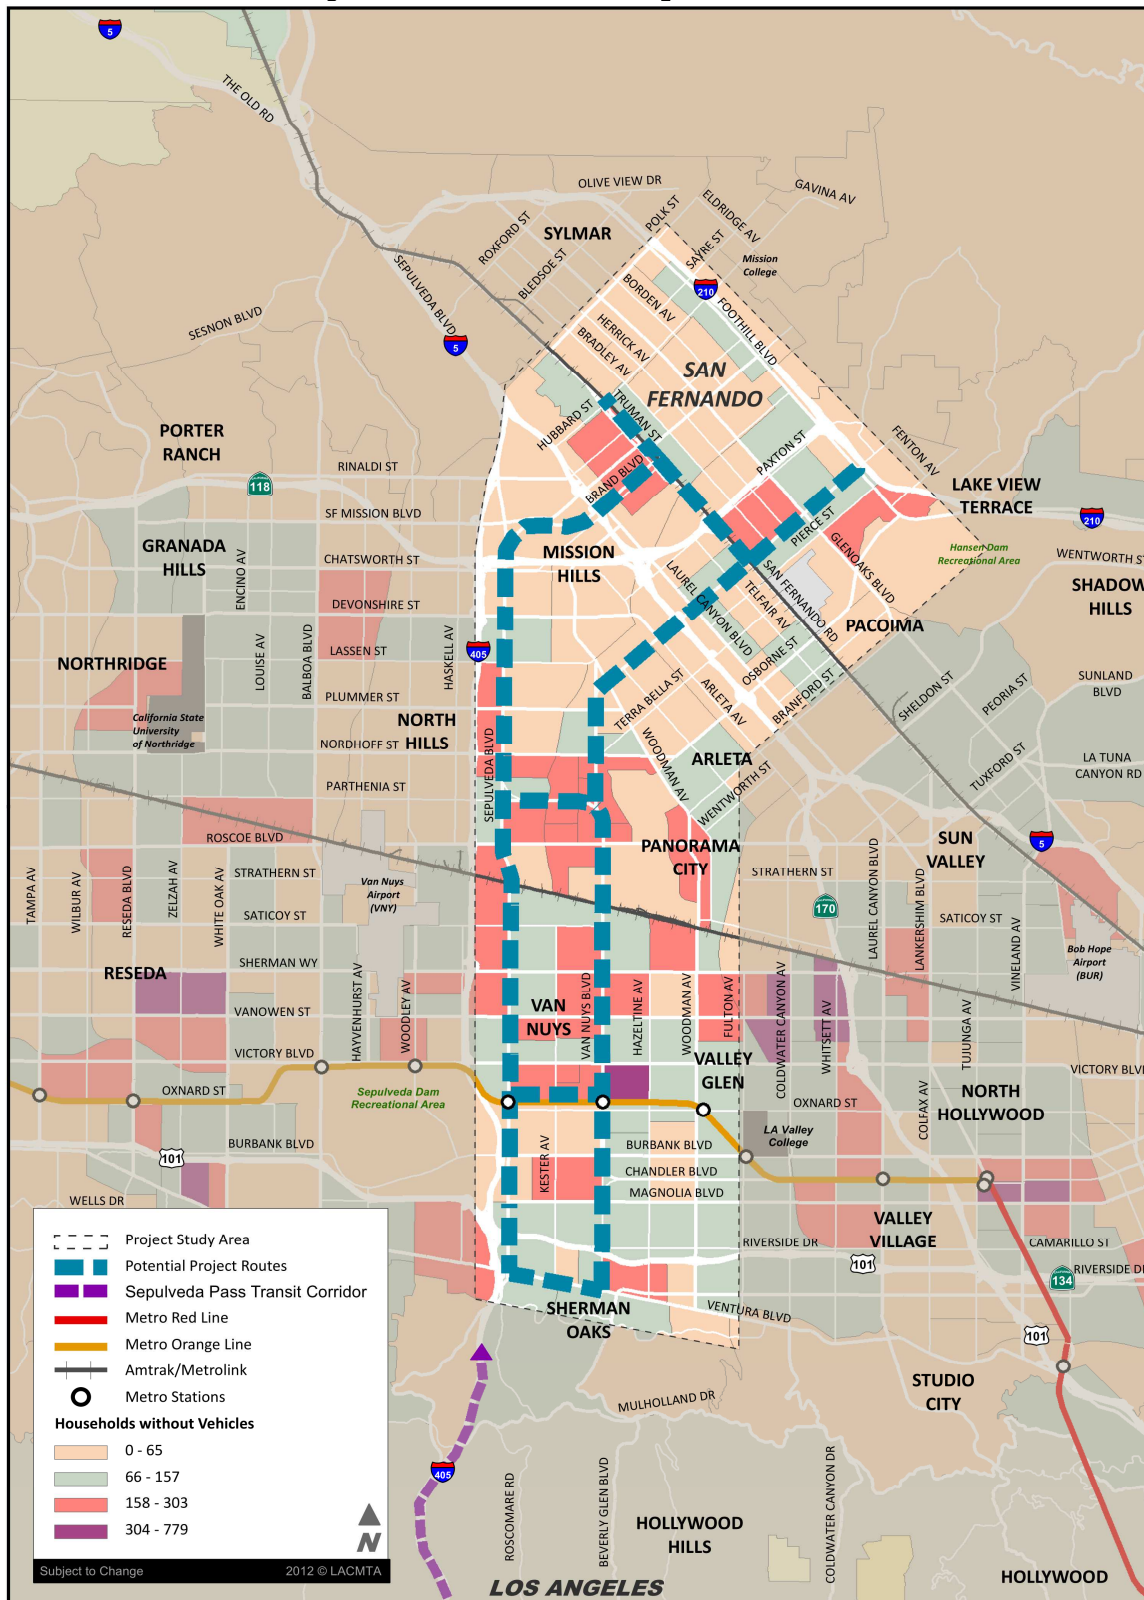 5
THE OLD RD
OLIVE VIEW DR
GAVINA AV
ELDRIDGE AV
POLK ST
ROXFORD ST
SYLMAR
SAYRE ST
BLEDSOE ST
Mission
College
SEPULVEDA BLVD
BORDEN AV
210
FOOTHILL BLVD
SESNON BLVD
HERRICK AV
BRADLEY AV
5
SAN
FERNANDO
TRUMAN ST
HUBBARD ST
PORTER
RANCH
RINALDI ST
118
BRAND BLVD
PAXTON ST
FENTON AV
LAKE VIEW
TERRACE
SF MISSION BLVD
PIERCE ST
210
GRANADA
HILLS
MISSION
HILLS
GLENOAKS BLVD
Hansen Dam
Recreational Area
WENTWORTH ST
CHATSWORTH ST
ENCINO AV
SAN FERNANDO RD
LAUREL CANYON BLVD
TELFAIR AV
SHADOW
HILLS
DEVONSHIRE ST
PACOIMA
LOUISE AV
BALBOA BLVD
HASKELL AV
405
LASSEN ST
NORTHRIDGE
OSBORNE ST
BRANFORD ST
ARLETA AV
TERRA BELLA ST
SHELDON ST
PEORIA ST
SUNLAND
BLVD
PLUMMER ST
California State
University
of Northridge
NORTH
HILLS
NORDHOFF ST
SEPULVEDA BLVD
WOODMAN AV
ARLETA
TUXFORD ST
LA TUNA
CANYON RD
PARTHENIA ST
WENTWORTH ST
ROSCOE BLVD
PANORAMA
CITY
SUN
VALLEY
5
TAMPA AV
WILBUR AV
RESEDA BLVD
ZELZAH AV
WHITE OAK AV
STRATHERN ST
Van Nuys
Airport
(VNY)
STRATHERN ST
170
LAUREL CANYON BLVD
LANKERSHIM BLVD
SATICOY ST
SATICOY ST
VINELAND AV
Bob Hope
Airport
(BUR)
RESEDA
SHERMAN WY
HAYVENHURST AV
WOODLEY AV
VAN
NUYS
VAN NUYS BLVD
HAZELTINE AV
WOODMAN AV
FULTON AV
COLDWATER CANYON AV
WHITSETT AV
TUJUNGA AV
VANOWEN ST
VICTORY BLVD
VALLEY
GLEN
VICTORY BLVD
OXNARD ST
Sepulveda Dam
Recreational Area
OXNARD ST
COLFAX AV
NORTH
HOLLYWOOD
BURBANK BLVD
101
KESTER AV
BURBANK BLVD
LA Valley
College
CHANDLER BLVD
MAGNOLIA BLVD
WELLS DR
VALLEY
VILLAGE
RIVERSIDE DR
101
CAMARILLO ST
RIVERSIDE DR
134
SHERMAN
OAKS
VENTURA BLVD
101
STUDIO
CITY
MULHOLLAND DR
405
ROSCOMARE RD
BEVERLY GLEN BLVD
COLDWATER CANYON DR
HOLLYWOOD
HILLS
LOS ANGELES
HOLLYWOOD
Project Study Area
Potential Project Routes
Sepulveda Pass Transit Corridor
Metro Red Line
Metro Orange Line
Amtrak/Metrolink
Metro Stations
Households without Vehicles
0 - 65
66 - 157
158 - 303
304 - 779
N
Subject to Change
2012 © LACMTA